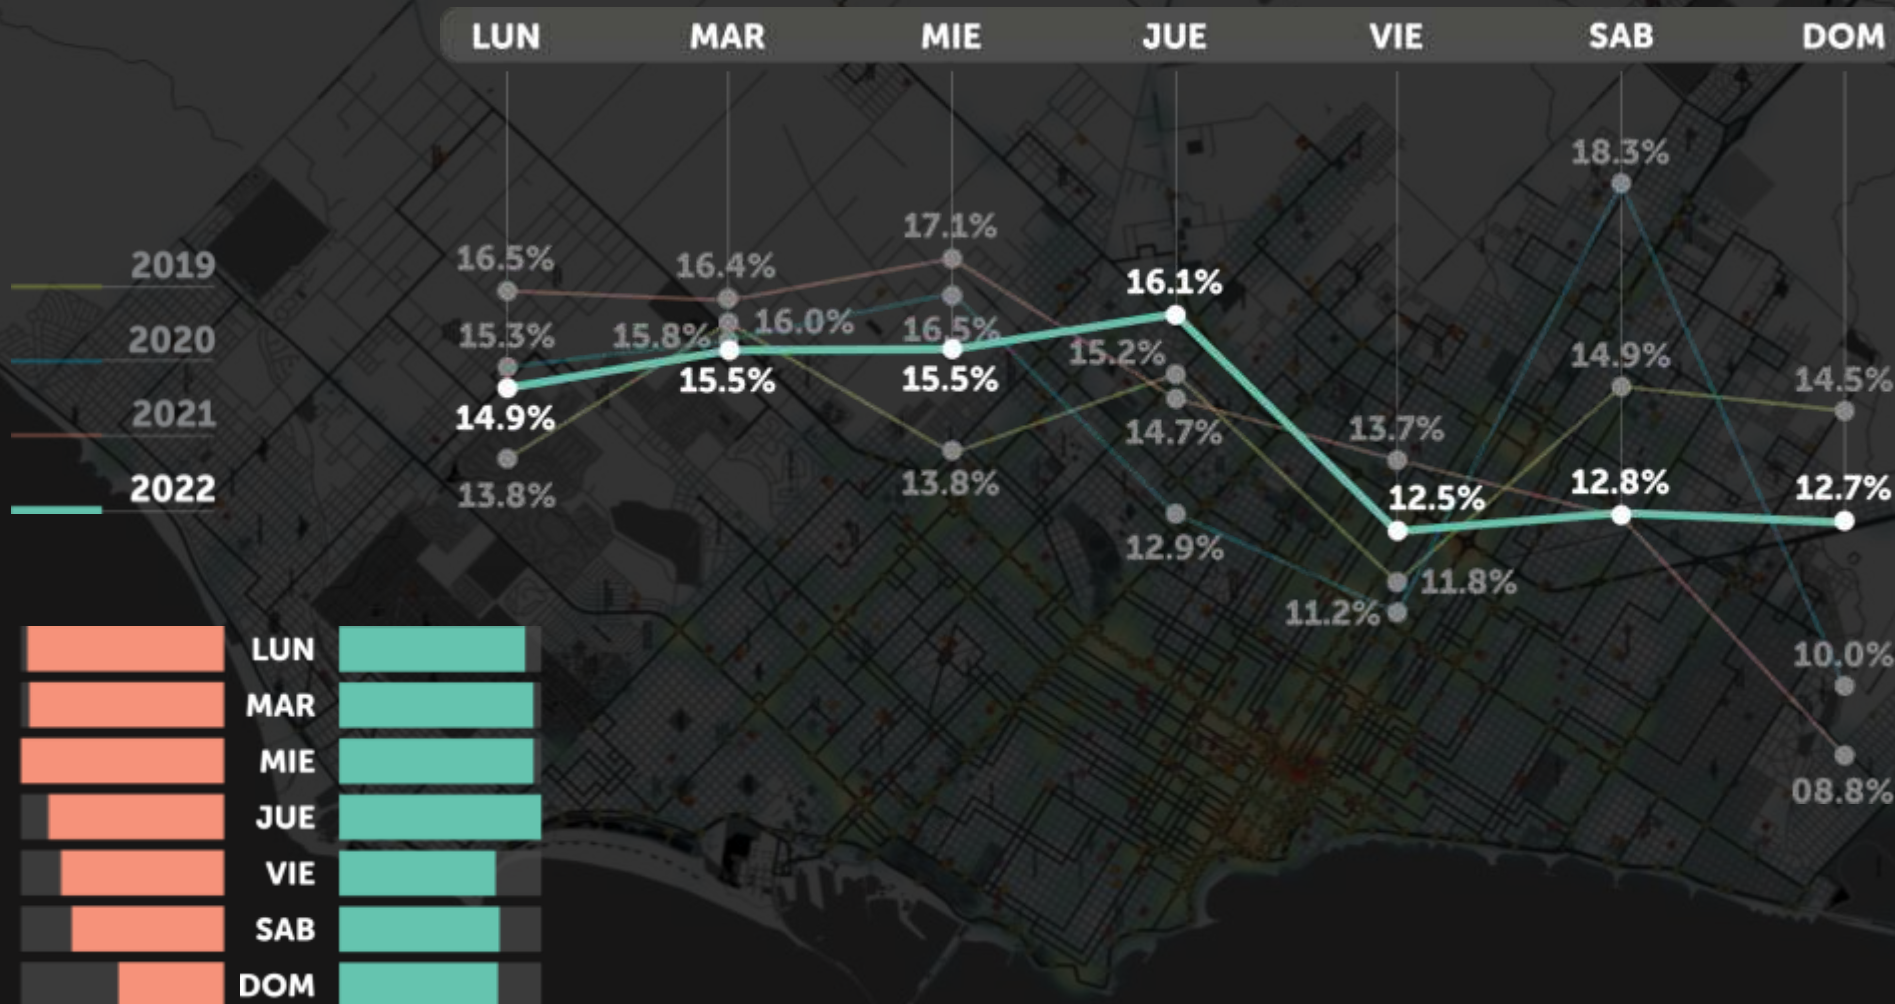 LUN MAR MIE JUE VIE SAB DOM
18.3%
17.1%
16.5% 16.4%
2019
16.1%
15.3% 15.8% 16.0% 16.5%
2020
15.2% 14.9%
15.5% 15.5% 14.5%
2021
14.9% 14.7% 13.7%
2022
13.8% 13.8% 12.5% 12.8% 12.7%
12.9%
11.2% 11.8%
LUN
10.0%
MAR
MIE
08.8%
JUE
VIE
SAB
DOM